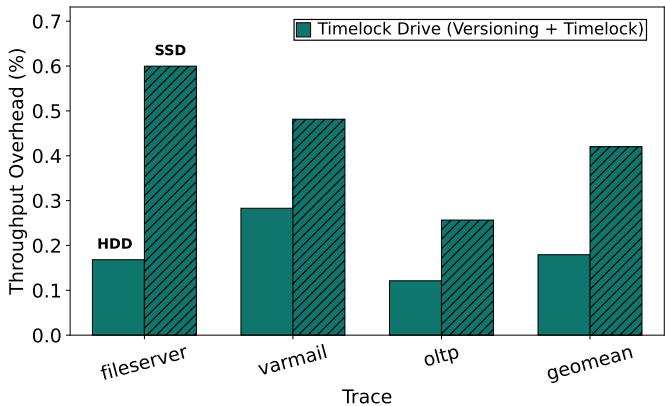 Timelock Drive (Versioning + Timelock)
Throughput Overhead (%)
0.7
0.6
0.5
0.4
0.3
0.2
0.1
0.0
SSD
HDD
fileserver
varmail
oltp
geomean
Trace